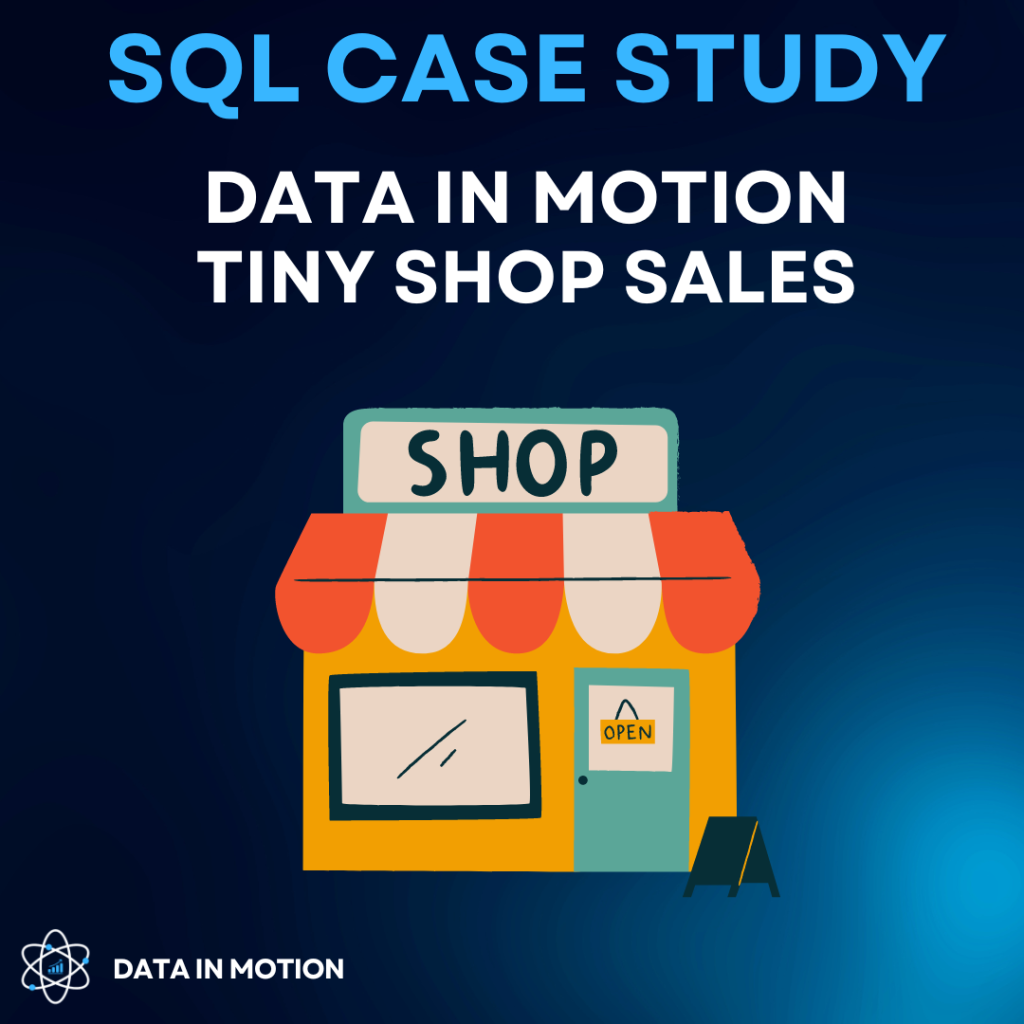 SQL CASE STUDY
DATA IN MOTION
TINY SHOP SALES
SHOP
OPEN
DATA IN MOTION